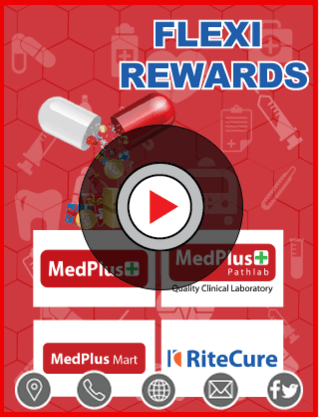 FLEXI
REWARDS
MedPlus
MedPlus
Pathlab
Quality Clinical Laboratory
MedPlus Mart
RiteCure